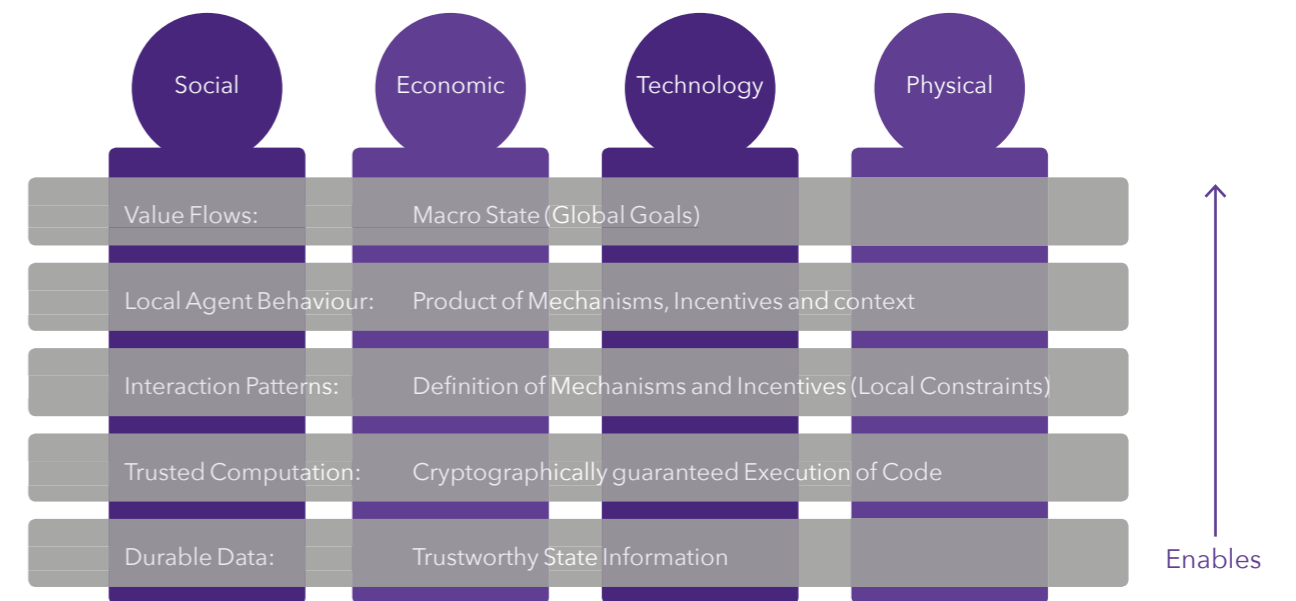 Social Economic Technology Physical
Value Flows: Macro State (Global Goals)
Local Agent Behaviour: Product of Mechanisms, Incentives and context
Interaction Patterns: Definition of Mechanisms and Incentives (Local Constraints)
Trusted Computation: Cryptographically guaranteed Execution of Code
Durable Data: Trustworthy State Information
Enables